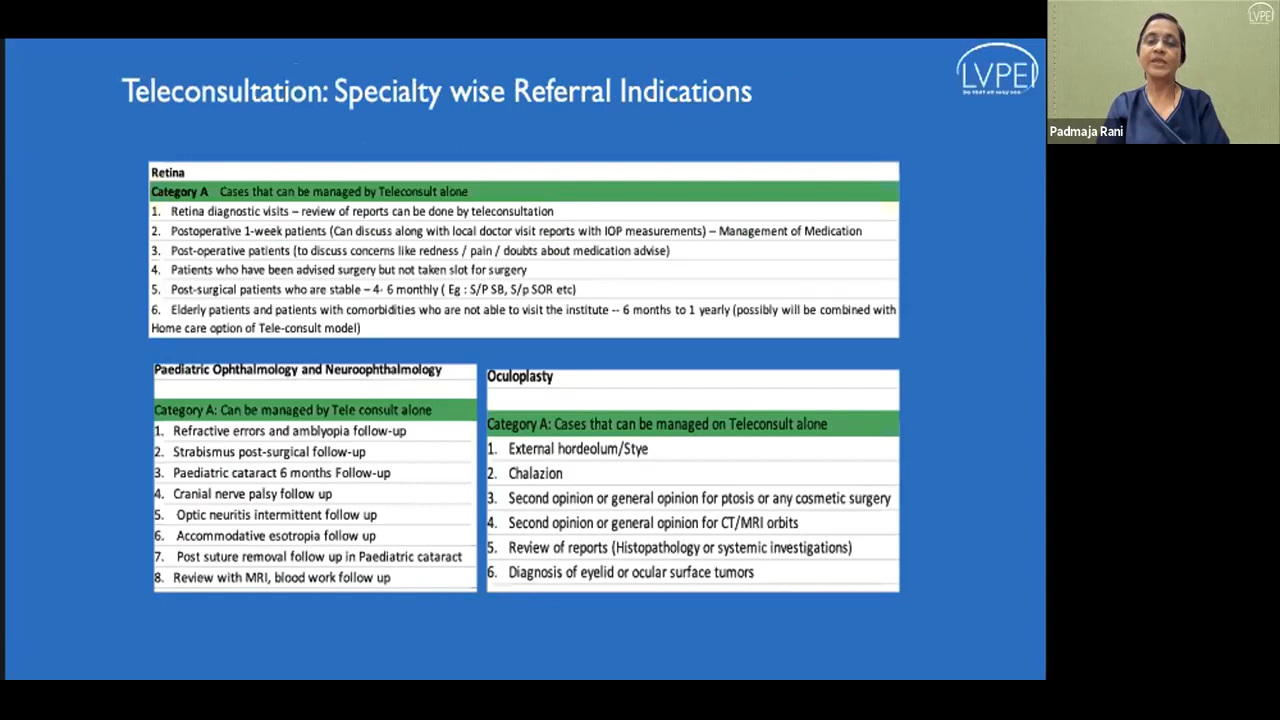 Teleconsultation: Specialty wise Referral Indications
LVPEI
Retina
Category A Cases that can be managed by Teleconsult alone
1. Retina diagnostic visits – review of reports can be done by teleconsultation
2. Postoperative 1-week patients (Can discuss along with local doctor visit reports with IOP measurements) – Management of Medication
3. Post-operative patients (to discuss concerns like redness / pain / doubts about medication advise)
4. Patients who have been advised surgery but not taken slot for surgery
5. Post-surgical patients who are stable – 4- 6 monthly ( Eg : S/P SB, S/p SOR etc)
6. Elderly patients and patients with comorbidities who are not able to visit the institute -- 6 months to 1 yearly (possibly will be combined with
Home care option of Tele-consult model)
Paediatric Ophthalmology and Neuroophthalmology
Category A: Can be managed by Tele consult alone
1. Refractive errors and amblyopia follow-up
2. Strabismus post-surgical follow-up
3. Paediatric cataract 6 months Follow-up
4. Cranial nerve palsy follow up
5. Optic neuritis intermittent follow up
6. Accommodative esotropia follow up
7. Post suture removal follow up in Paediatric cataract
8. Review with MRI, blood work follow up
Oculoplasty
Category A: Cases that can be managed on Teleconsult alone
1. External hordeolum/Stye
2. Chalazion
3. Second opinion or general opinion for ptosis or any cosmetic surgery
4. Second opinion or general opinion for CT/MRI orbits
5. Review of reports (Histopathology or systemic investigations)
6. Diagnosis of eyelid or ocular surface tumors
LVPEI
Padmaja Rani